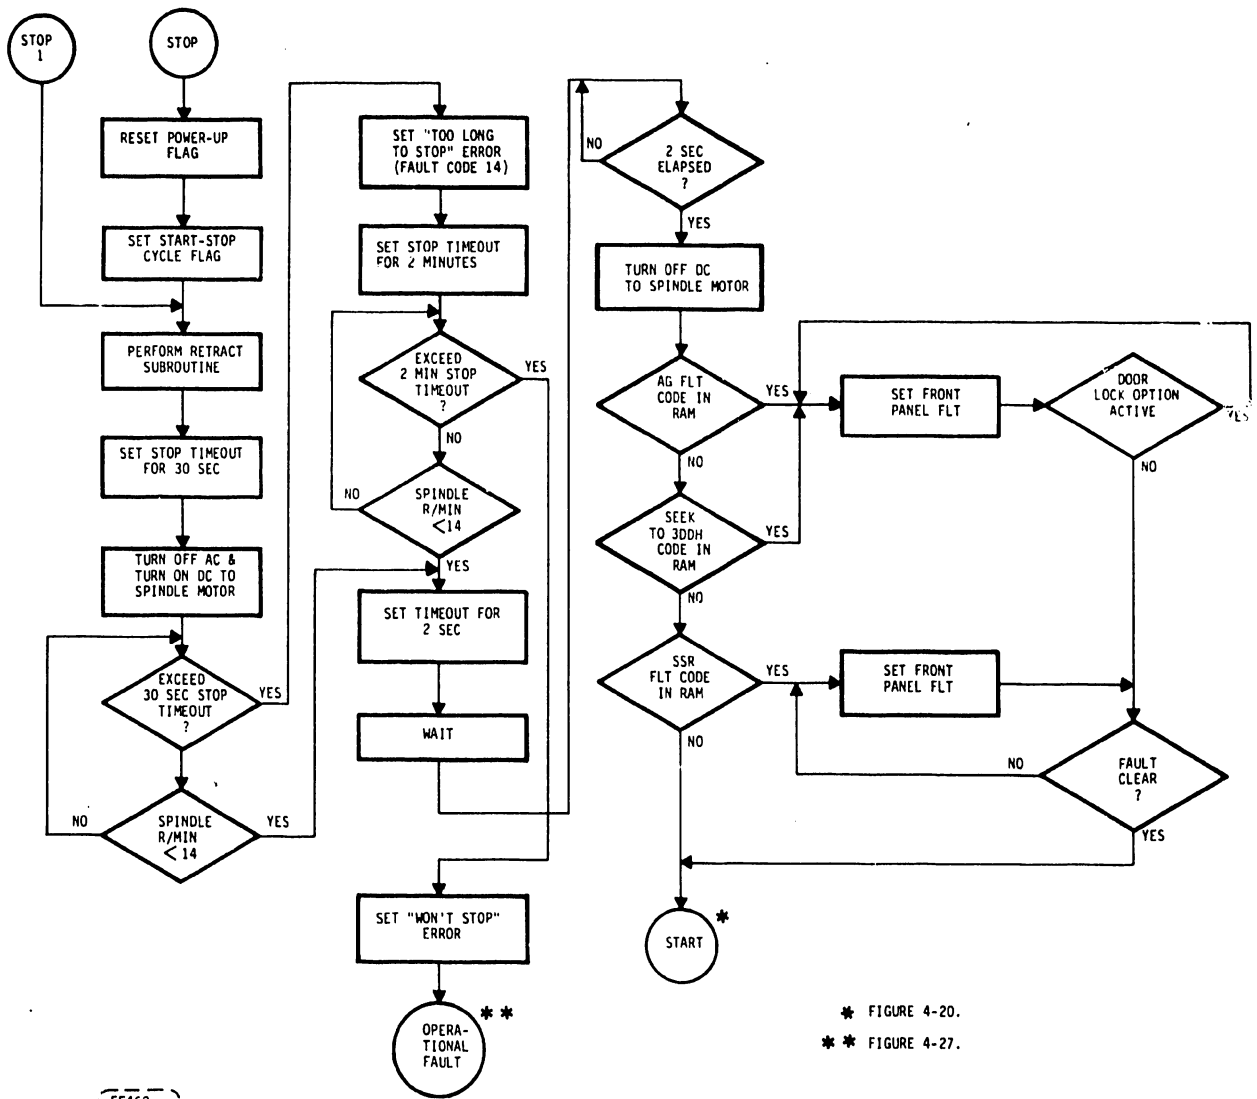 STOP
1
STOP
RESET POWER-UP
FLAG
SET START-STOP
CYCLE FLAG
PERFORM RETRACT
SUBROUTINE
SET STOP TIMEOUT
FOR 30 SEC
TURN OFF AC &
TURN ON DC TO
SPINDLE MOTOR
EXCEED
30 SEC STOP
TIMEOUT
?
YES
SPINDLE
R/MIN
<14
NO
YES
SET "TOO LONG
TO STOP" ERROR
(FAULT CODE 14)
SET STOP TIMEOUT
FOR 2 MINUTES
EXCEED
2 MIN STOP
TIMEOUT
?
YES
NO
SPINDLE
R/MIN
<14
NO
YES
SET TIMEOUT FOR
2 SEC
WAIT
SET "WON'T STOP"
ERROR
OPERA-
TIONAL
FAULT
**
2 SEC
ELAPSED
?
NO
YES
TURN OFF DC
TO SPINDLE MOTOR
AG FLT
CODE IN
RAM
YES
NO
SEEK
TO 3DDH
CODE IN
RAM
YES
NO
SSR
FLT CODE
IN RAM
YES
NO
START
*
SET FRONT
PANEL FLT
DOOR
LOCK OPTION
ACTIVE
YES
NO
SET FRONT
PANEL FLT
FAULT
CLEAR
?
NO
YES
* FIGURE 4-20.
** FIGURE 4-27.